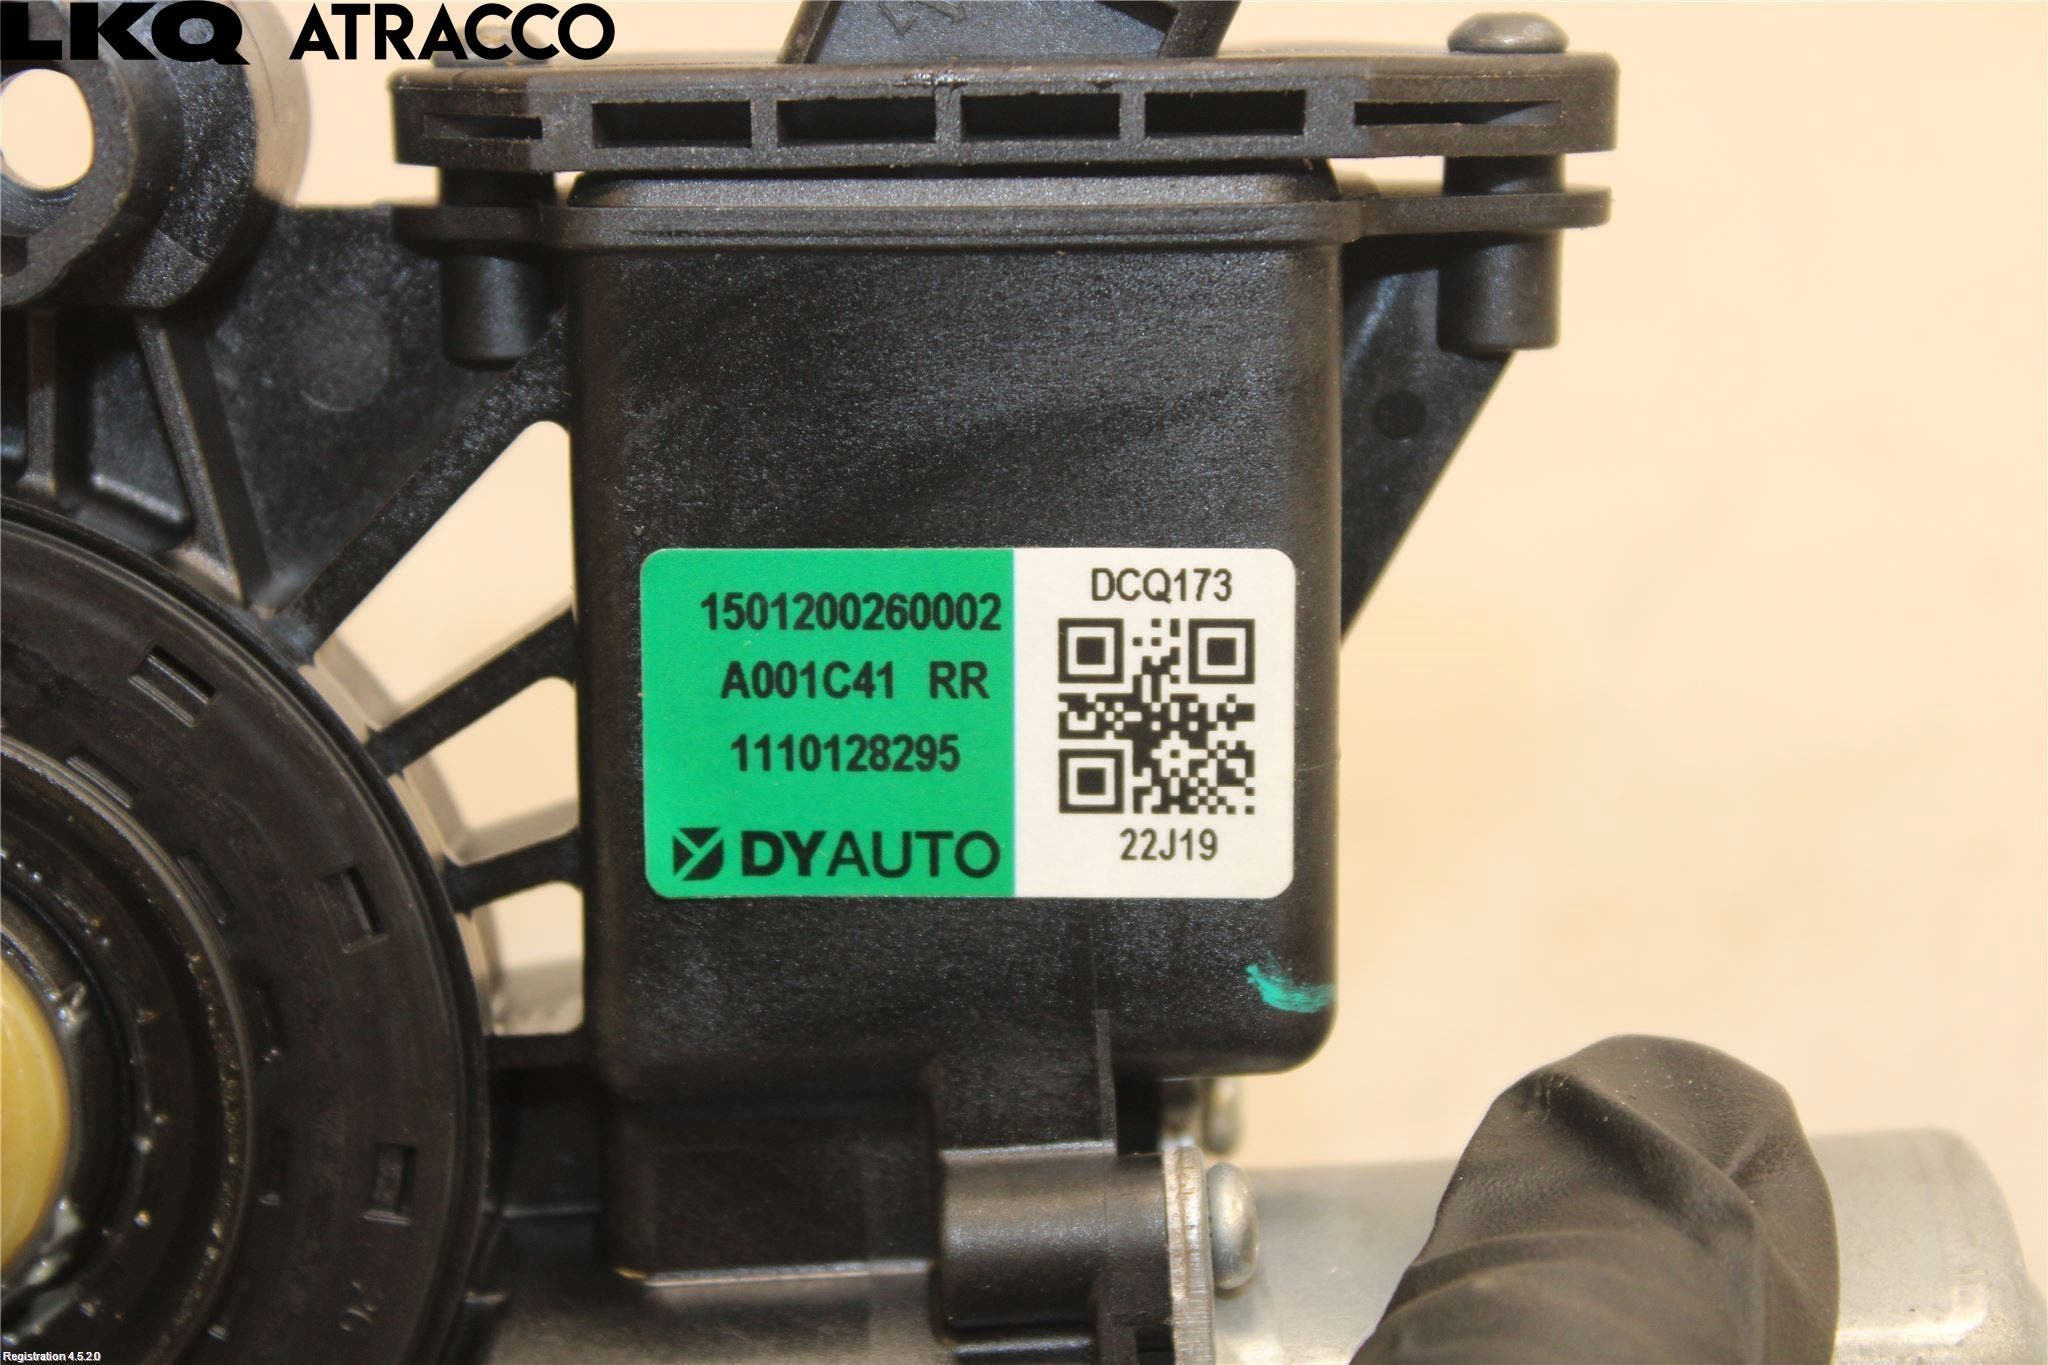 LKQ ATRACCO
1501200260002
A001C41 RR
1110128295
DYAUTO
DCQ173
22J19
Registration 4.5.2.0